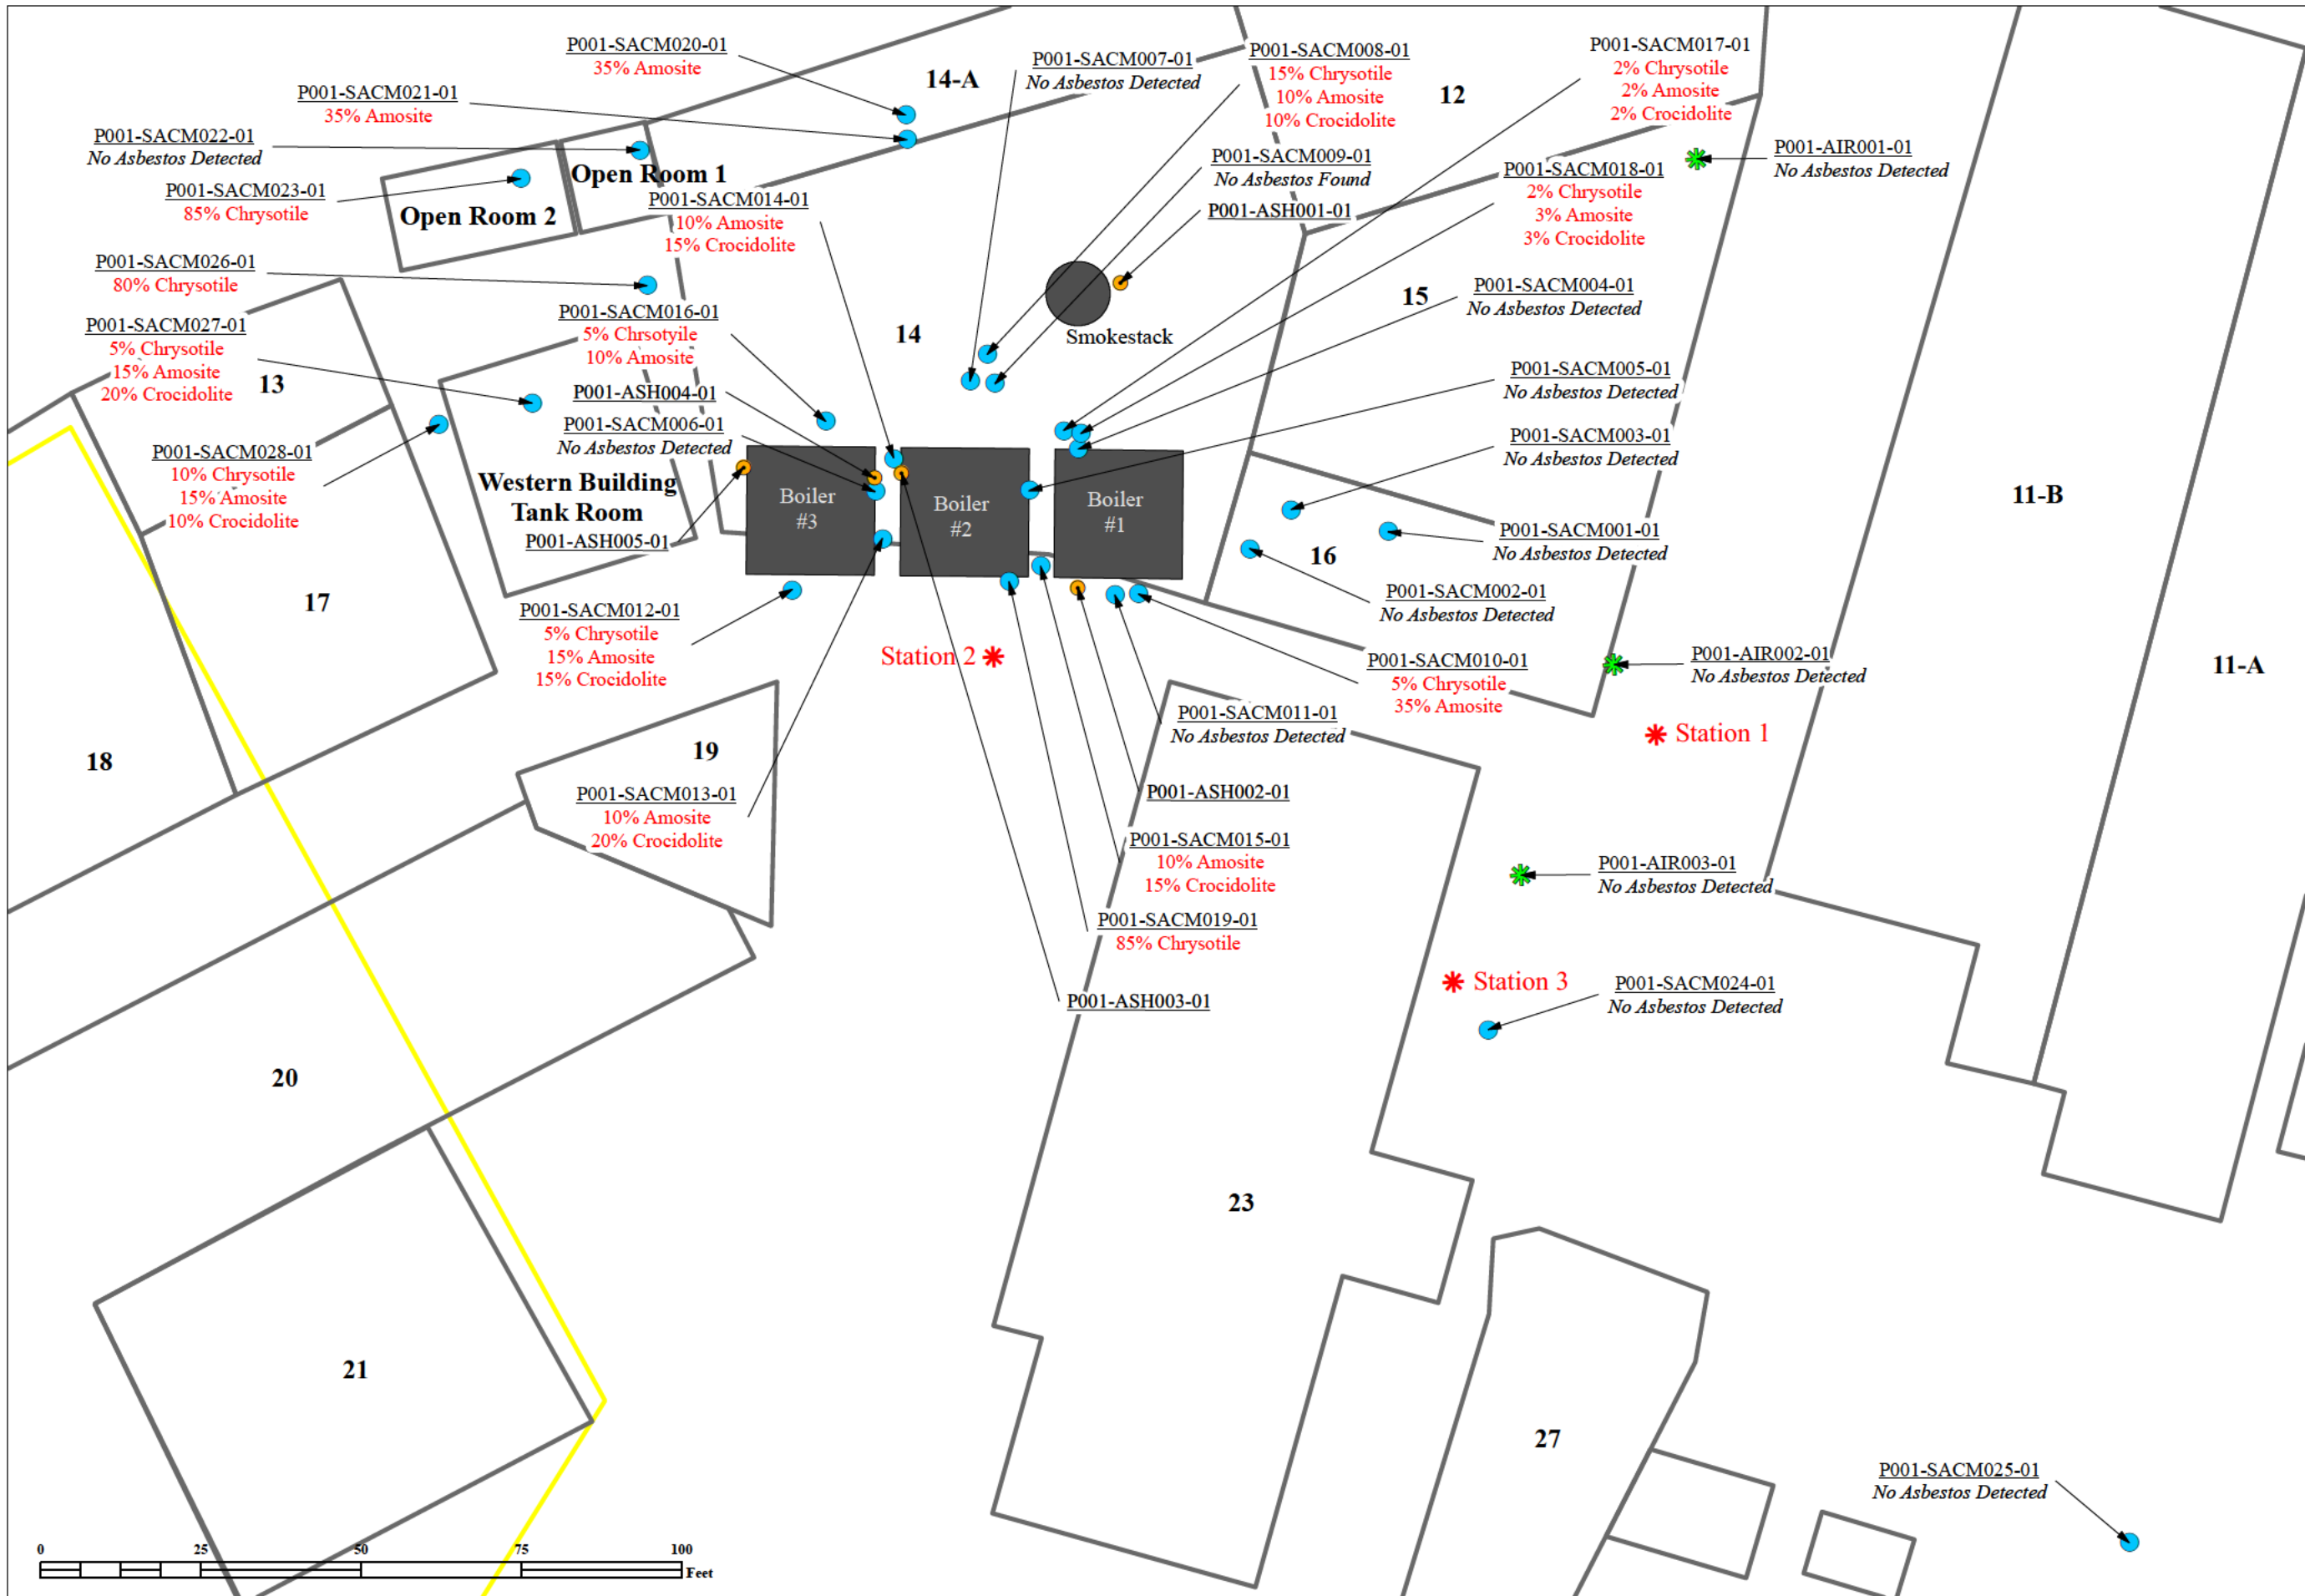 P001-SACM020-01
35% Amosite
P001-SACM021-01
35% Amosite
P001-SACM022-01
No Asbestos Detected
P001-SACM023-01
85% Chrysotile
Open Room 1
Open Room 2
14-A
P001-SACM007-01
No Asbestos Detected
P001-SACM008-01
15% Chrysotile
10% Amosite
10% Crocidolite
12
P001-SACM017-01
2% Chrysotile
2% Amosite
2% Crocidolite
P001-AIR001-01
No Asbestos Detected
P001-SACM009-01
No Asbestos Found
P001-ASH001-01
P001-SACM018-01
2% Chrysotile
3% Amosite
3% Crocidolite
P001-SACM014-01
10% Amosite
15% Crocidolite
P001-SACM026-01
80% Chrysotile
P001-SACM027-01
5% Chrysotile
15% Amosite
20% Crocidolite
13
P001-SACM016-01
5% Chrsotyile
10% Amosite
14
Smokestack
15
P001-SACM004-01
No Asbestos Detected
P001-SACM005-01
No Asbestos Detected
P001-ASH004-01
P001-SACM006-01
No Asbestos Detected
P001-SACM003-01
No Asbestos Detected
P001-SACM028-01
10% Chrysotile
15% Amosite
10% Crocidolite
Western Building
Tank Room
P001-ASH005-01
Boiler
#3
Boiler
#2
Boiler
#1
11-B
P001-SACM001-01
No Asbestos Detected
16
P001-SACM002-01
No Asbestos Detected
17
P001-SACM012-01
5% Chrysotile
15% Amosite
15% Crocidolite
Station 2
P001-SACM010-01
5% Chrysotile
35% Amosite
P001-AIR002-01
No Asbestos Detected
11-A
P001-SACM011-01
No Asbestos Detected
Station 1
18
19
P001-SACM013-01
10% Amosite
20% Crocidolite
P001-ASH002-01
P001-SACM015-01
10% Amosite
15% Crocidolite
P001-AIR003-01
No Asbestos Detected
P001-SACM019-01
85% Chrysotile
P001-ASH003-01
Station 3
P001-SACM024-01
No Asbestos Detected
20
23
21
27
P001-SACM025-01
No Asbestos Detected
0 25 50 75 100
Feet